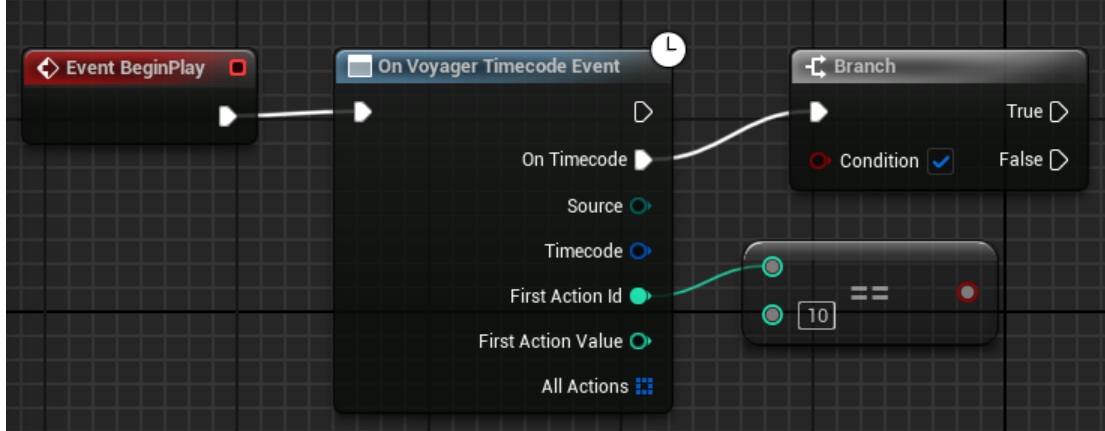 Event BeginPlay
On Voyager Timecode Event
On Timecode
Source
Timecode
First Action Id
First Action Value
All Actions
Branch
True
Condition
False
==
10